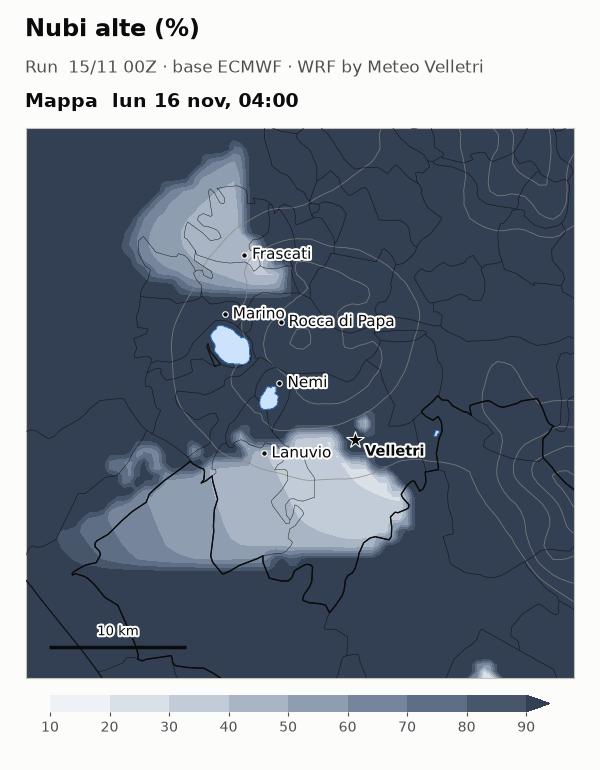 Nubi alte (%)
Run  15/11 00Z · base ECMWF · WRF by Meteo Velletri
Mappa  lun 16 nov, 04:00
Frascati
Marino
Rocca di Papa
Nemi
Velletri
Lanuvio
10 km
10 20 30 40 50 60 70 80 90